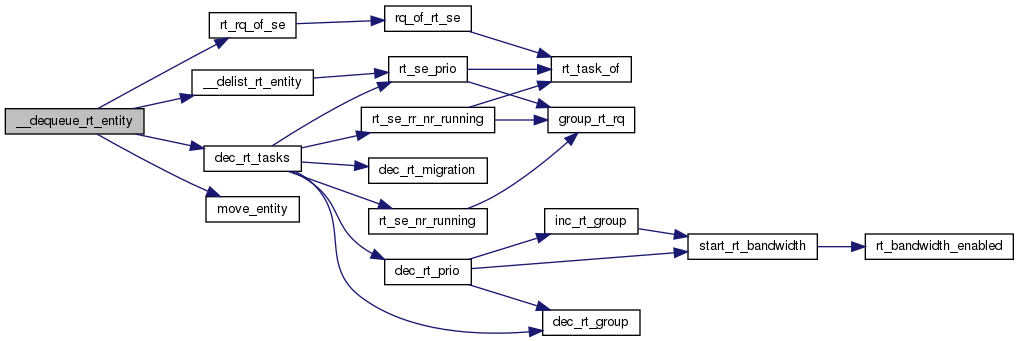 __dequeue_rt_entity
rt_rq_of_se
__delist_rt_entity
dec_rt_tasks
move_entity
rq_of_rt_se
rt_se_prio
rt_se_rr_nr_running
dec_rt_migration
rt_se_nr_running
dec_rt_prio
rt_task_of
group_rt_rq
inc_rt_group
dec_rt_group
start_rt_bandwidth
rt_bandwidth_enabled